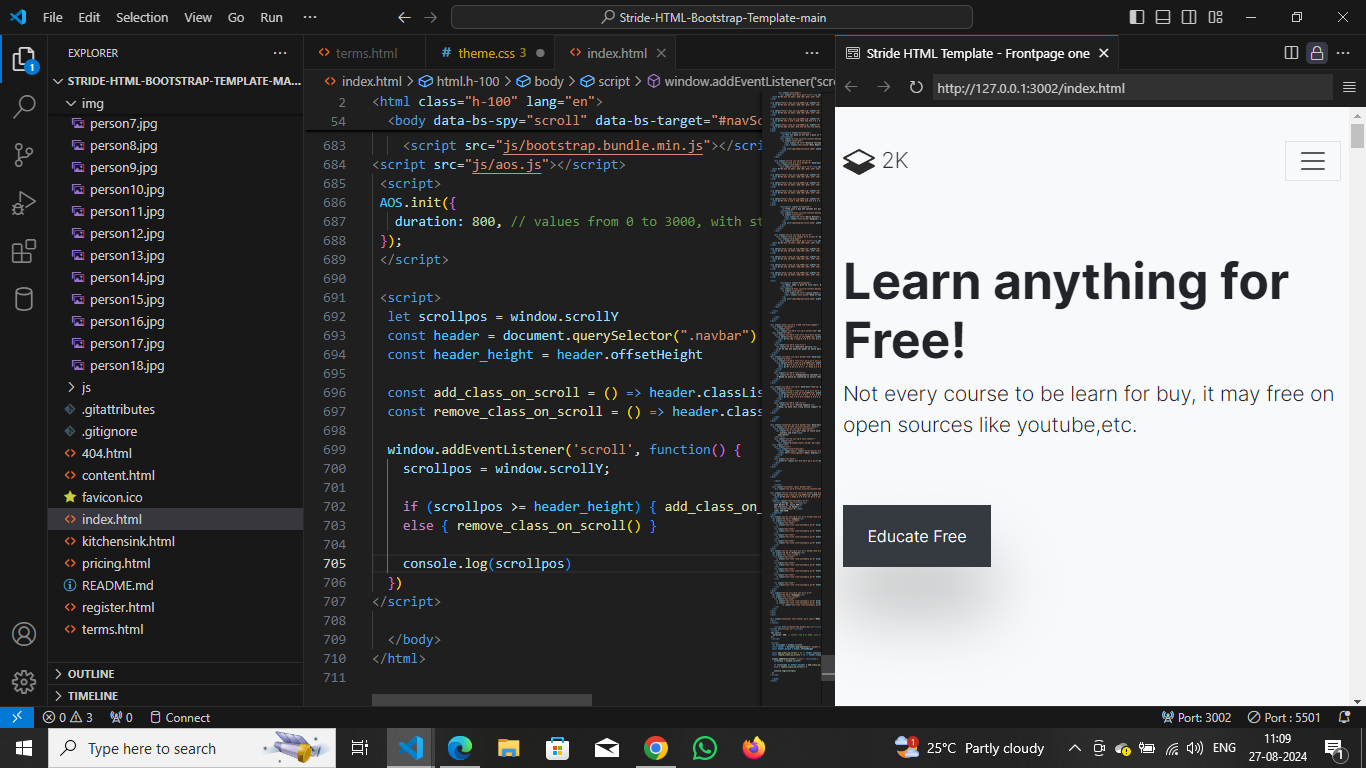 File Edit Selection View Go Run ···
Stride-HTML-Bootstrap-Template-main
EXPLORER ···
STRIDE-HTML-BOOTSTRAP-TEMPLATE-MA...
img
person7.jpg
person8.jpg
person9.jpg
person10.jpg
person11.jpg
person12.jpg
person13.jpg
person14.jpg
person15.jpg
person16.jpg
person17.jpg
person18.jpg
js
.gitattributes
.gitignore
404.html
content.html
favicon.ico
index.html
kitchensink.html
pricing.html
README.md
register.html
terms.html
OUTLINE
TIMELINE
1
terms.html # theme.css 3 index.html ···
index.html > html.h-100 > body > script > window.addEventListener('scr
2 <html class="h-100" lang="en">
54 <body data-bs-spy="scroll" data-bs-target="#navSc
683 <script src="js/bootstrap.bundle.min.js"></scri
684 <script src="js/aos.js"></script>
685 <script>
686 AOS.init({
687 duration: 800, // values from 0 to 3000, with st
688 });
689 </script>
690
691 <script>
692 let scrollpos = window.scrollY
693 const header = document.querySelector(".navbar")
694 const header_height = header.offsetHeight
695
696 const add_class_on_scroll = () => header.classLis
697 const remove_class_on_scroll = () => header.class
698
699 window.addEventListener('scroll', function() {
700 scrollpos = window.scrollY;
701
702 if (scrollpos >= header_height) { add_class_on_
703 else { remove_class_on_scroll() }
704
705 console.log(scrollpos)
706 })
707 </script>
708
709 </body>
710 </html>
711
Stride HTML Template - Frontpage one
http://127.0.0.1:3002/index.html
2K
Learn anything for
Free!
Not every course to be learn for buy, it may free on
open sources like youtube,etc.
Educate Free
0 3 0 Connect Port: 3002 Port : 5501
Type here to search
1 25°C Partly cloudy ENG 11:09
27-08-2024 1